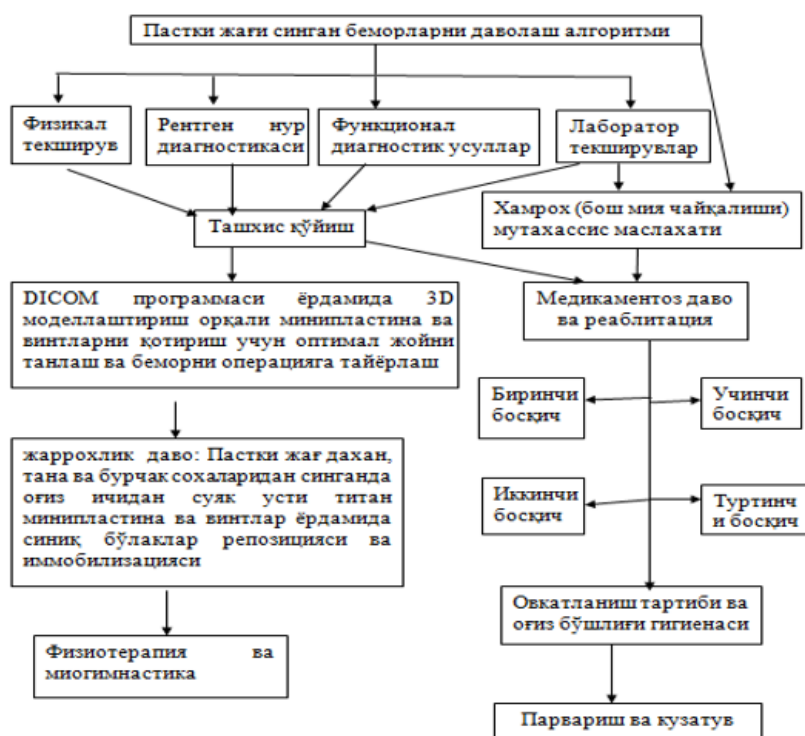 Пастки жағи синган беморларни даволаш алгоритми
Физикал
текширув
Рентген нур
диагностикаси
Функционал
диагностик усуллар
Лаборатор
текширувлар
Ташхис қўйиш
Хамрох (бош мия чайқалиши)
мутахассис маслахати
DICOM программаси ёрдамида 3D
моделлаштириш орқали минипластина ва
винтларни қотириш учун оптимал жойни
танлаш ва беморни операцияга тайёрлаш
Медикаментоз даво
ва реаблитация
Биринчи
босқич
Учинчи
босқич
жаррохлик даво: Пастки жағ дахан,
тана ва бурчак сохаларидан синганда
оғиз ичидан суяк усти титан
минипластина ва винтлар ёрдамида
синиқ бўлаклар репозицияси ва
иммобилизацияси
Иккинчи
босқич
Туртинч
и босқич
Овкатланиш тартиби ва
оғиз бўшлиғи гигиенаси
Физиотерапия ва
миогимнастика
Парвариш ва кузатув